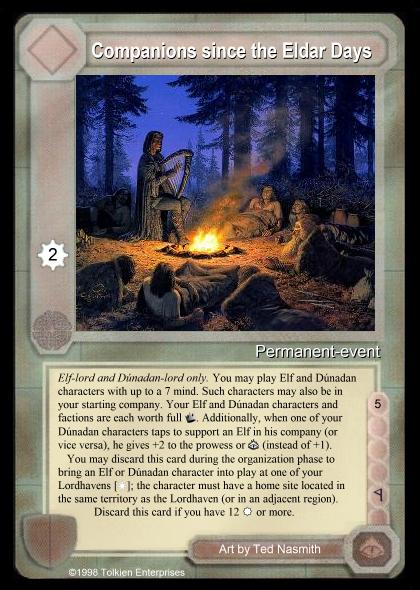 Companions since the Eldar Days
2
Permanent-event
Elf-lord and Dúnadan-lord only. You may play Elf and Dúnadan
characters with up to 7 mind. Such characters may also be in
your starting company. Your Elf and Dúnadan characters and
factions are each worth full . Additionally, when one of your
Dúnadan characters taps to support an Elf in his company (or
vice versa), he gives +2 to the prowess or (instead of +1).
You may discard this card during the organization phase to
bring an Elf or Dúnadan character into play at one of your
Lordhavens [ ]; the character must have a home site located in
the same territory as the Lordhaven (or in an adjacent region).
Discard this card if you have 12 or more.
5
Art by Ted Nasmith
©1998 Tolkien Enterprises